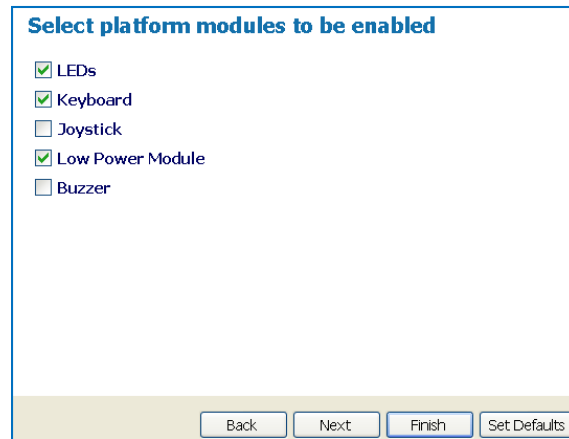 Select platform modules to be enabled
LEDs
Keyboard
Joystick
Low Power Module
Buzzer
Back Next Finish Set Defaults